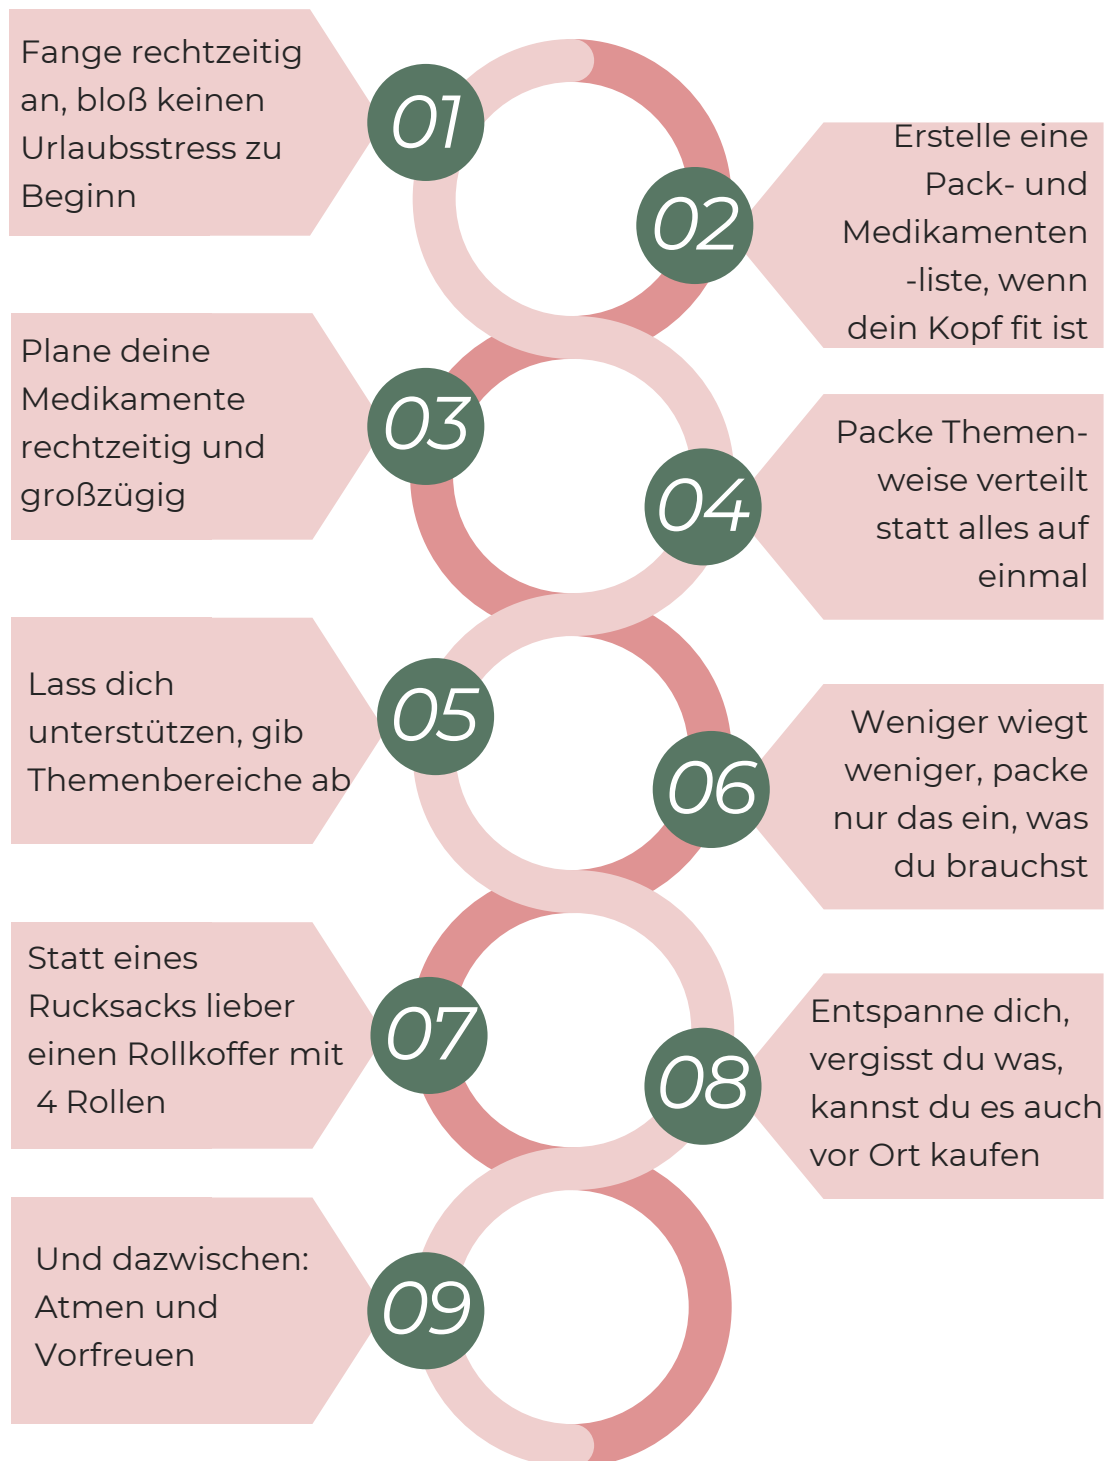 01
Fange rechtzeitig
an, bloß keinen
Urlaubsstress zu
Beginn
02
Erstelle eine
Pack- und
Medikamenten
-liste, wenn
dein Kopf fit ist
03
Plane deine
Medikamente
rechtzeitig und
großzügig
04
Packe Themen-
weise verteilt
statt alles auf
einmal
05
Lass dich
unterstützen, gib
Themenbereiche ab
06
Weniger wiegt
weniger, packe
nur das ein, was
du brauchst
07
Statt eines
Rucksacks lieber
einen Rollkoffer mit
4 Rollen
08
Entspanne dich,
vergisst du was,
kannst du es auch
vor Ort kaufen
09
Und dazwischen:
Atmen und
Vorfreuen